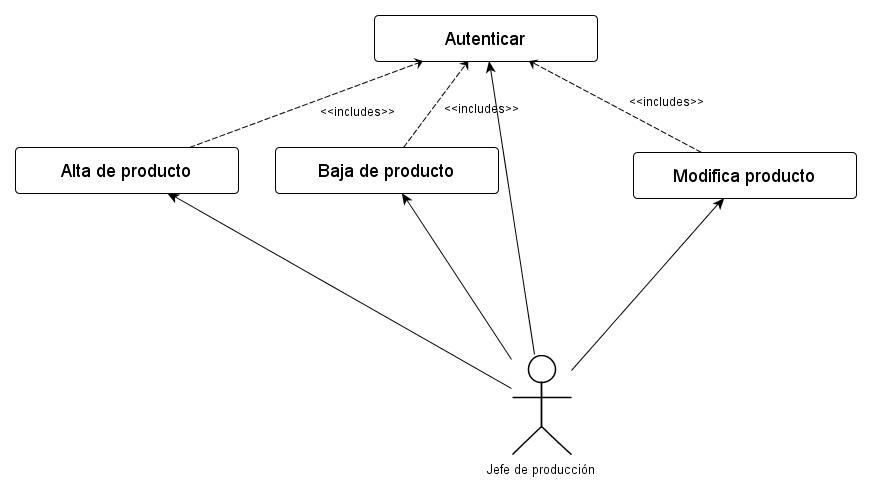 Autenticar
<<includes>>
<<includes>>
<<includes>>
Alta de producto
Baja de producto
Modifica producto
Jefe de producción